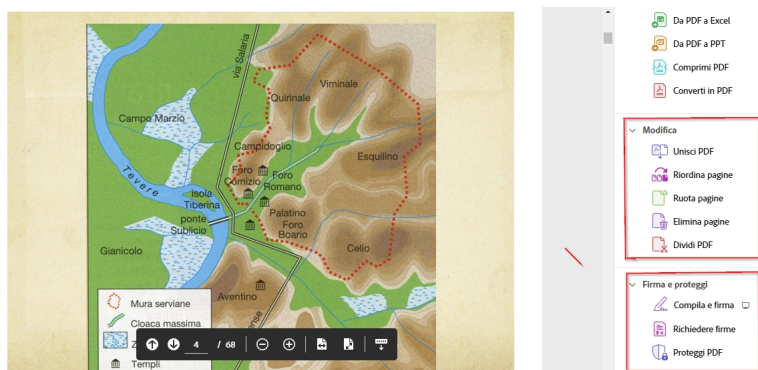 via Salaria
Viminale
Quirinale
Campo Marzio
Campidoglio
Esquilino
Foro
Comizio
Foro
Romano
Tevere
isola
Tiberina
ponte
Sublicio
Palatino
Foro
Boario
Gianicolo
Celio
Aventino
Mura serviane
Cloaca massima
Templi
4 / 68
Da PDF a Excel
Da PDF a PPT
Comprimi PDF
Converti in PDF
Modifica
Unisci PDF
Riordina pagine
Ruota pagine
Elimina pagine
Dividi PDF
Firma e proteggi
Compila e firma
Richiedere firme
Proteggi PDF